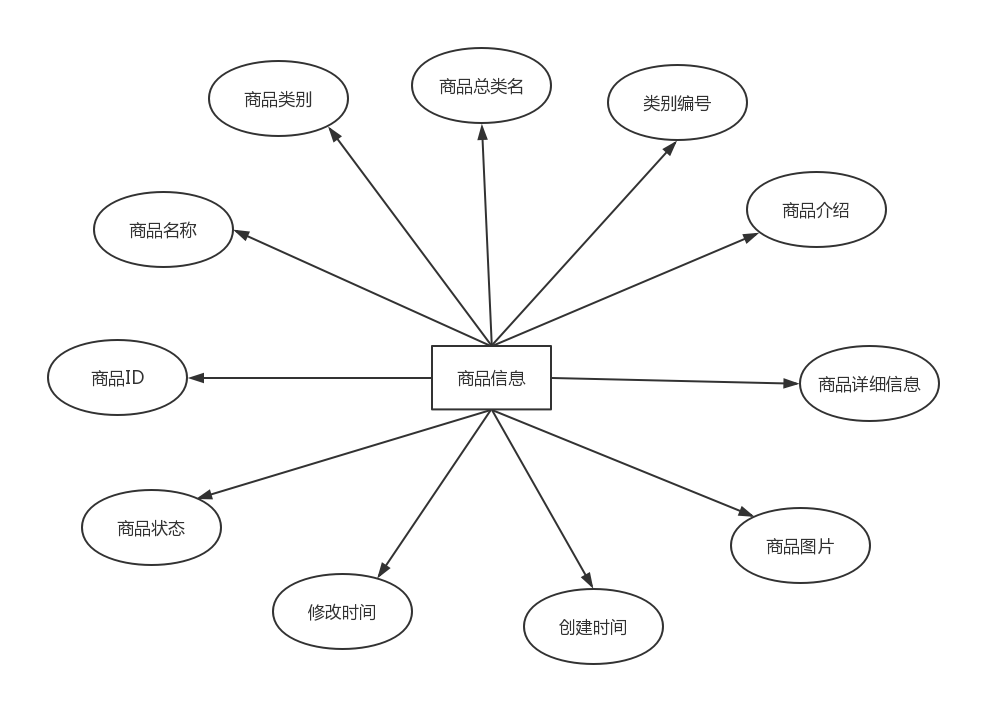 商品总类名
商品类别
类别编号
商品介绍
商品名称
商品ID
商品信息
商品详细信息
商品状态
商品图片
修改时间
创建时间